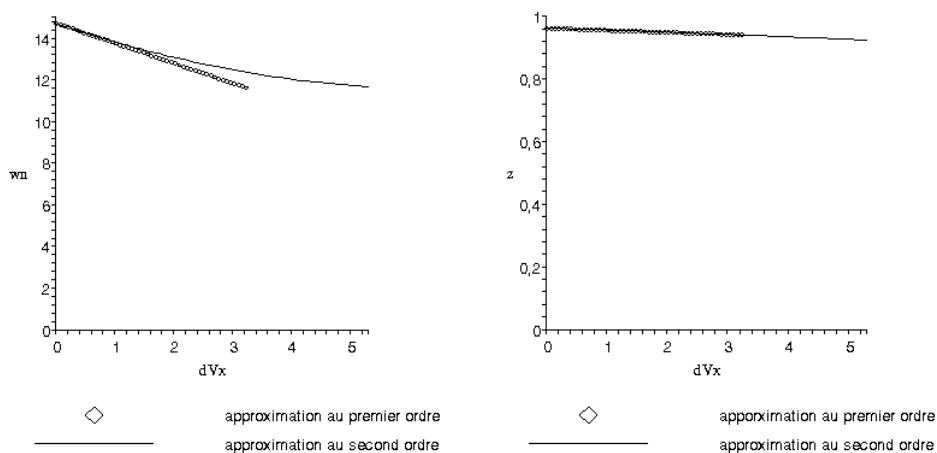 14
12
10
8
6
4
2
0
wn
0 1 2 3 4 5
dVx
approximation au premier ordre
approximation au second ordre
1
0,8
0,6
0,4
0,2
0
z
0 1 2 3 4 5
dVx
apporximation au premier ordre
approximation au second ordre